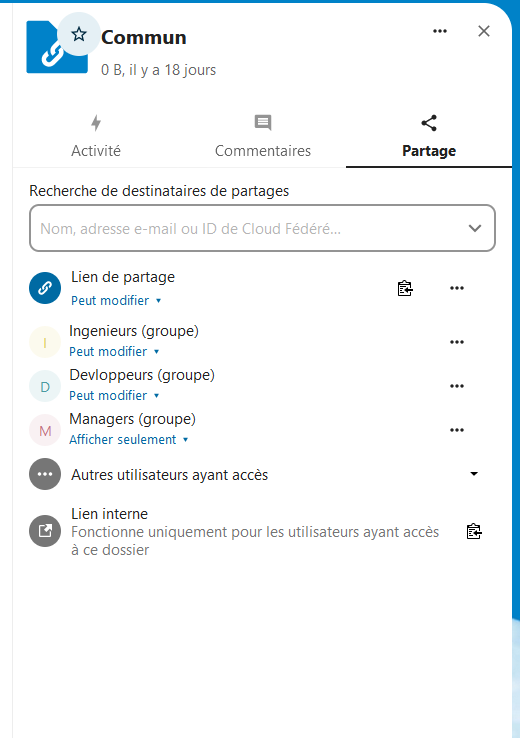 Commun
0 B, il y a 18 jours
Activité
Commentaires
Partage
Recherche de destinataires de partages
Nom, adresse e-mail ou ID de Cloud Fédéré...
Lien de partage
Peut modifier
I
Ingenieurs (groupe)
Peut modifier
D
Devloppeurs (groupe)
Peut modifier
M
Managers (groupe)
Afficher seulement
Autres utilisateurs ayant accès
Lien interne
Fonctionne uniquement pour les utilisateurs ayant accès
à ce dossier